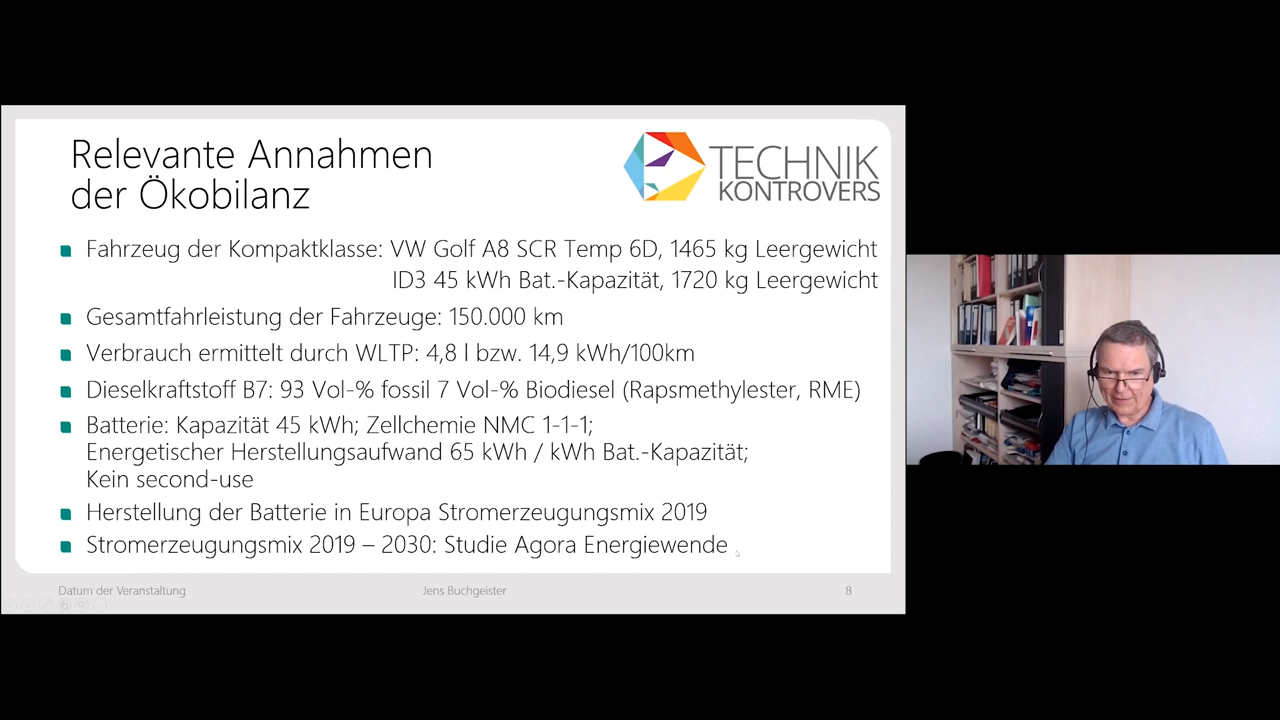 Relevante Annahmen
der Ökobilanz
TECHNIK
KONTROVERS
Fahrzeug der Kompaktklasse: VW Golf A8 SCR Temp 6D, 1465 kg Leergewicht
ID3 45 kWh Bat.-Kapazität, 1720 kg Leergewicht
Gesamtfahrleistung der Fahrzeuge: 150.000 km
Verbrauch ermittelt durch WLTP: 4,8 l bzw. 14,9 kWh/100km
Dieselkraftstoff B7: 93 Vol-% fossil 7 Vol-% Biodiesel (Rapsmethylester, RME)
Batterie: Kapazität 45 kWh; Zellchemie NMC 1-1-1;
Energetischer Herstellungsaufwand 65 kWh / kWh Bat.-Kapazität;
Kein second-use
Herstellung der Batterie in Europa Stromerzeugungsmix 2019
Stromerzeugungsmix 2019 – 2030: Studie Agora Energiewende
Datum der Veranstaltung
Jens Buchgeister
8